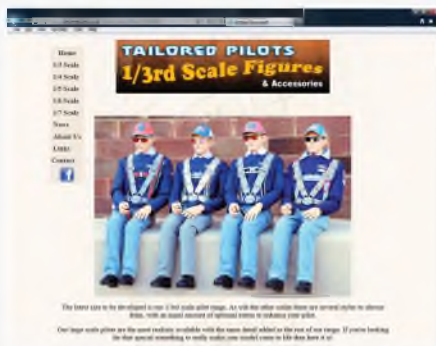 Home
1/3 Scale
1/4 Scale
1/5 Scale
1/6 Scale
1/7 Scale
News
About Us
Links
Contact
f
TAILORED PILOTS
1/3rd Scale Figures
& Accessories
The latest size to be developed is our 1/3rd scale pilot range. As with the other scales there are several styles to choose
from, with an equal amount of optional extras to enhance your pilot.
Our large scale pilots are the most realistic available with the same detail added as the rest of our range. If you're looking
for that special something to really make your model come to life then here it is!